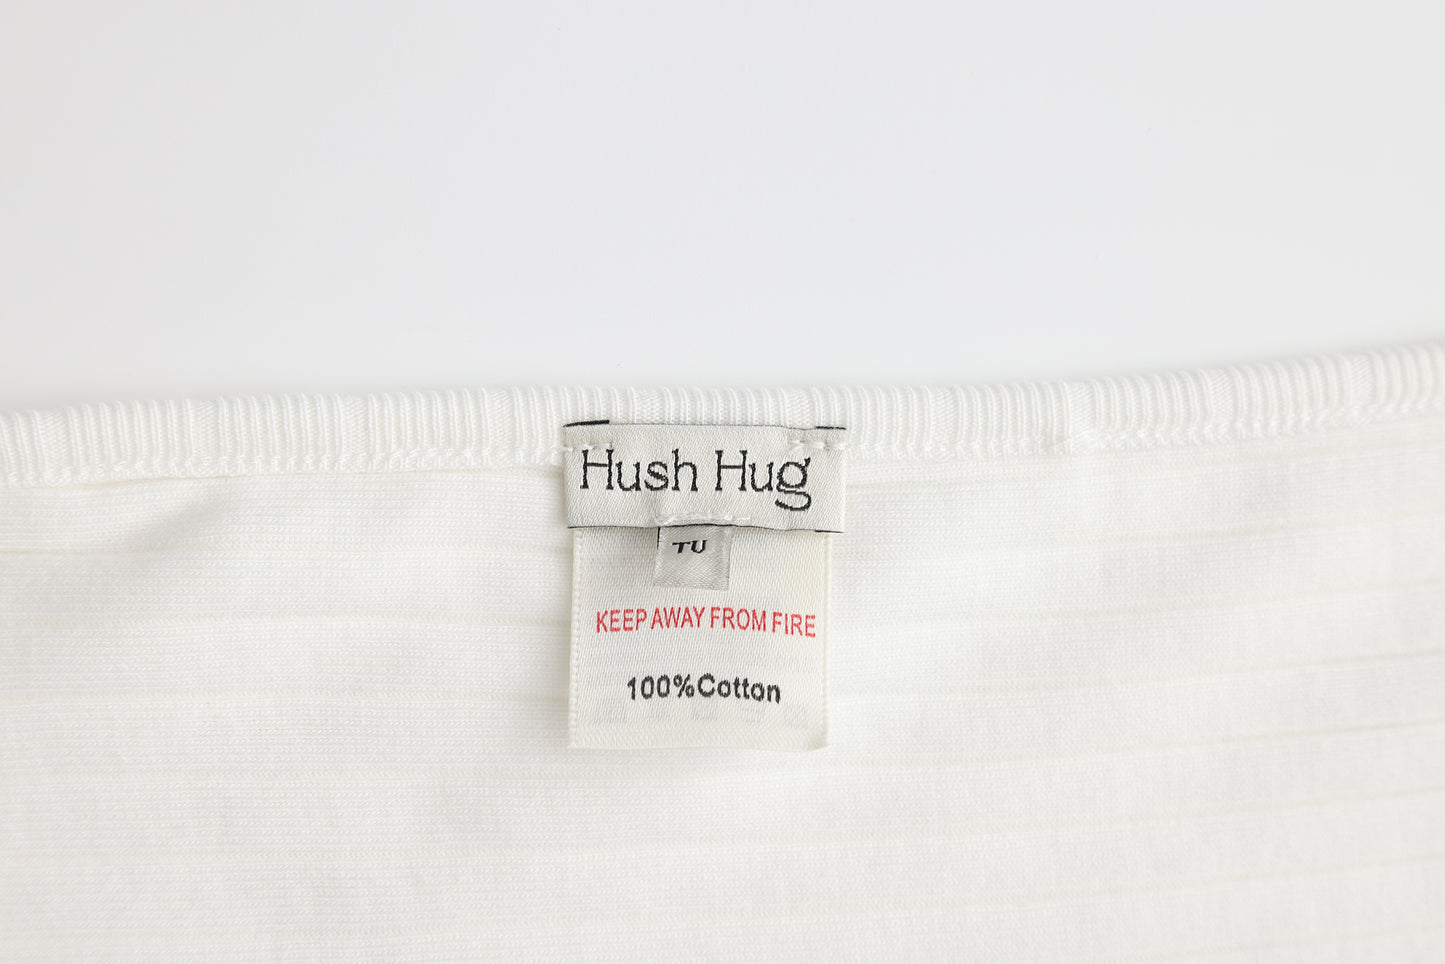 Hush Hug
TU
KEEP AWAY FROM FIRE
100%Cotton